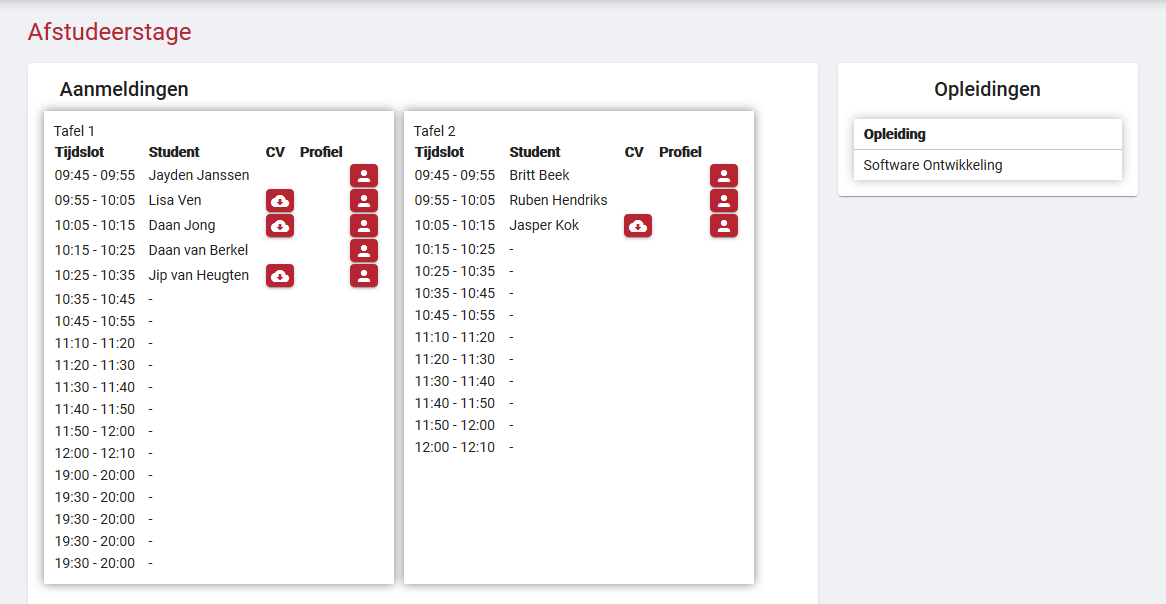 Afstudeerstage
Aanmeldingen
Tafel 1
Tijdslot Student CV Profiel
09:45 - 09:55 Jayden Janssen
09:55 - 10:05 Lisa Ven
10:05 - 10:15 Daan Jong
10:15 - 10:25 Daan van Berkel
10:25 - 10:35 Jip van Heugten
10:35 - 10:45 -
10:45 - 10:55 -
11:10 - 11:20 -
11:20 - 11:30 -
11:30 - 11:40 -
11:40 - 11:50 -
11:50 - 12:00 -
12:00 - 12:10 -
19:00 - 20:00 -
19:30 - 20:00 -
19:30 - 20:00 -
19:30 - 20:00 -
19:30 - 20:00 -
Tafel 2
Tijdslot Student CV Profiel
09:45 - 09:55 Britt Beek
09:55 - 10:05 Ruben Hendriks
10:05 - 10:15 Jasper Kok
10:15 - 10:25 -
10:25 - 10:35 -
10:35 - 10:45 -
10:45 - 10:55 -
11:10 - 11:20 -
11:20 - 11:30 -
11:30 - 11:40 -
11:40 - 11:50 -
11:50 - 12:00 -
12:00 - 12:10 -
Opleidingen
Opleiding
Software Ontwikkeling